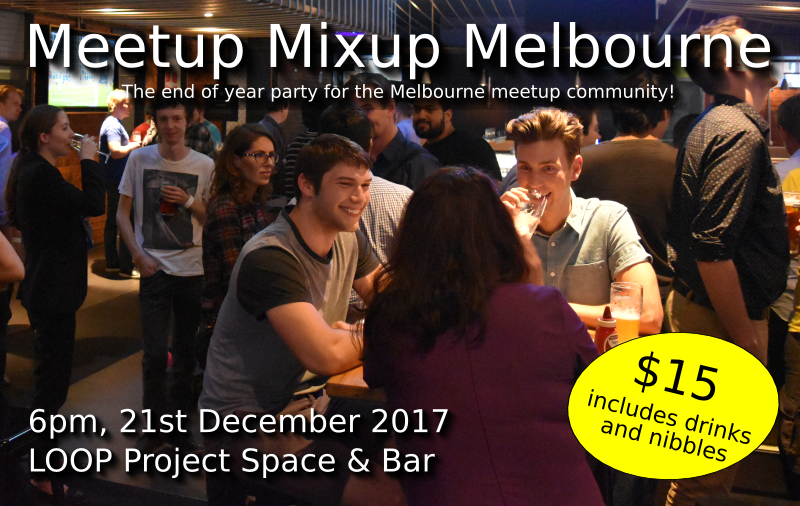 Meetup Mixup Melbourne
The end of year party for the Melbourne meetup community!
$15
includes drinks
and nibbles
6pm, 21st December 2017
LOOP Project Space & Bar